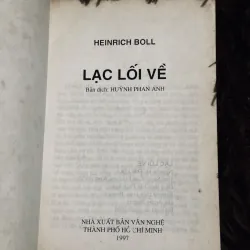 HEINRICH BOLL
LẠC LỐI VỀ
Bản dịch: HUỲNH PHAN ANH
NHÀ XUẤT BẢN VĂN NGHỆ
THÀNH PHỐ HỒ CHÍ MINH
1997